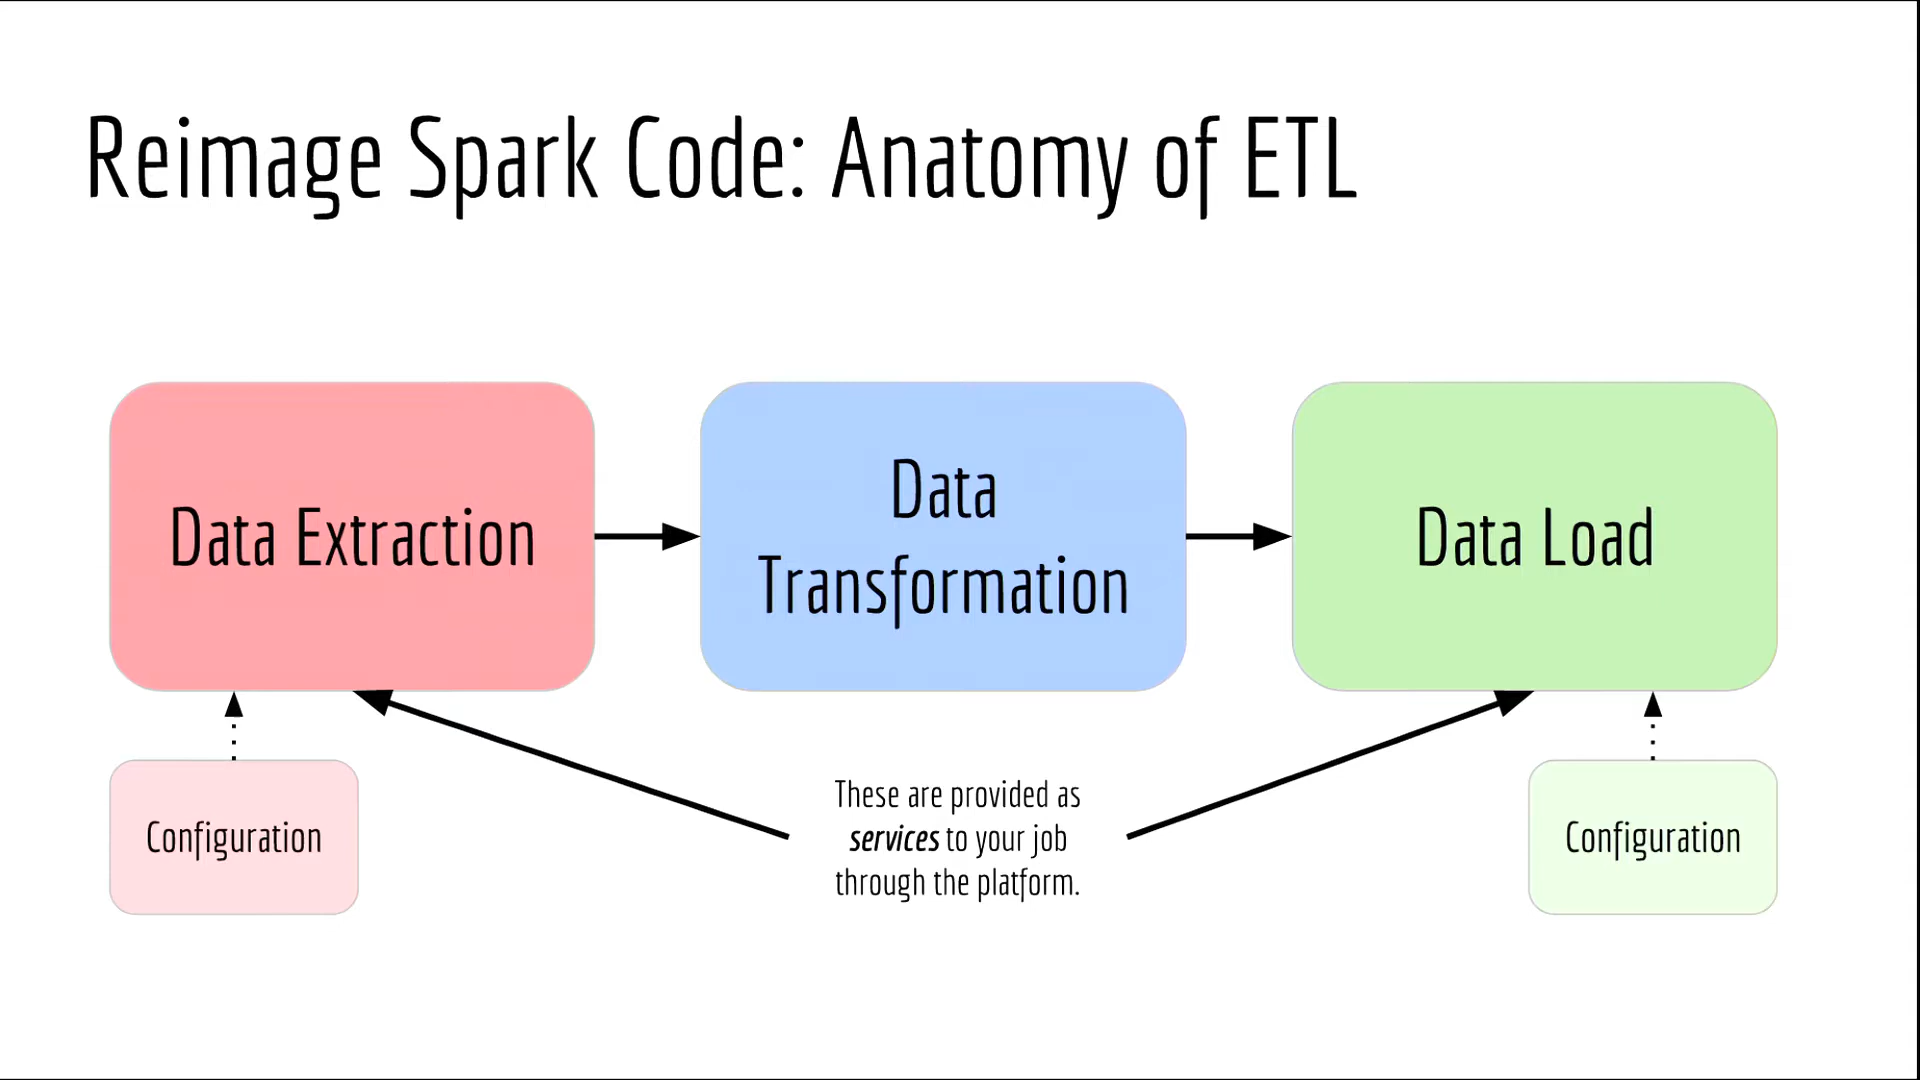 Reimage Spark Code: Anatomy of ETL
Data Extraction
Data
Transformation
Data Load
Configuration
These are provided as
services to your job
through the platform.
Configuration